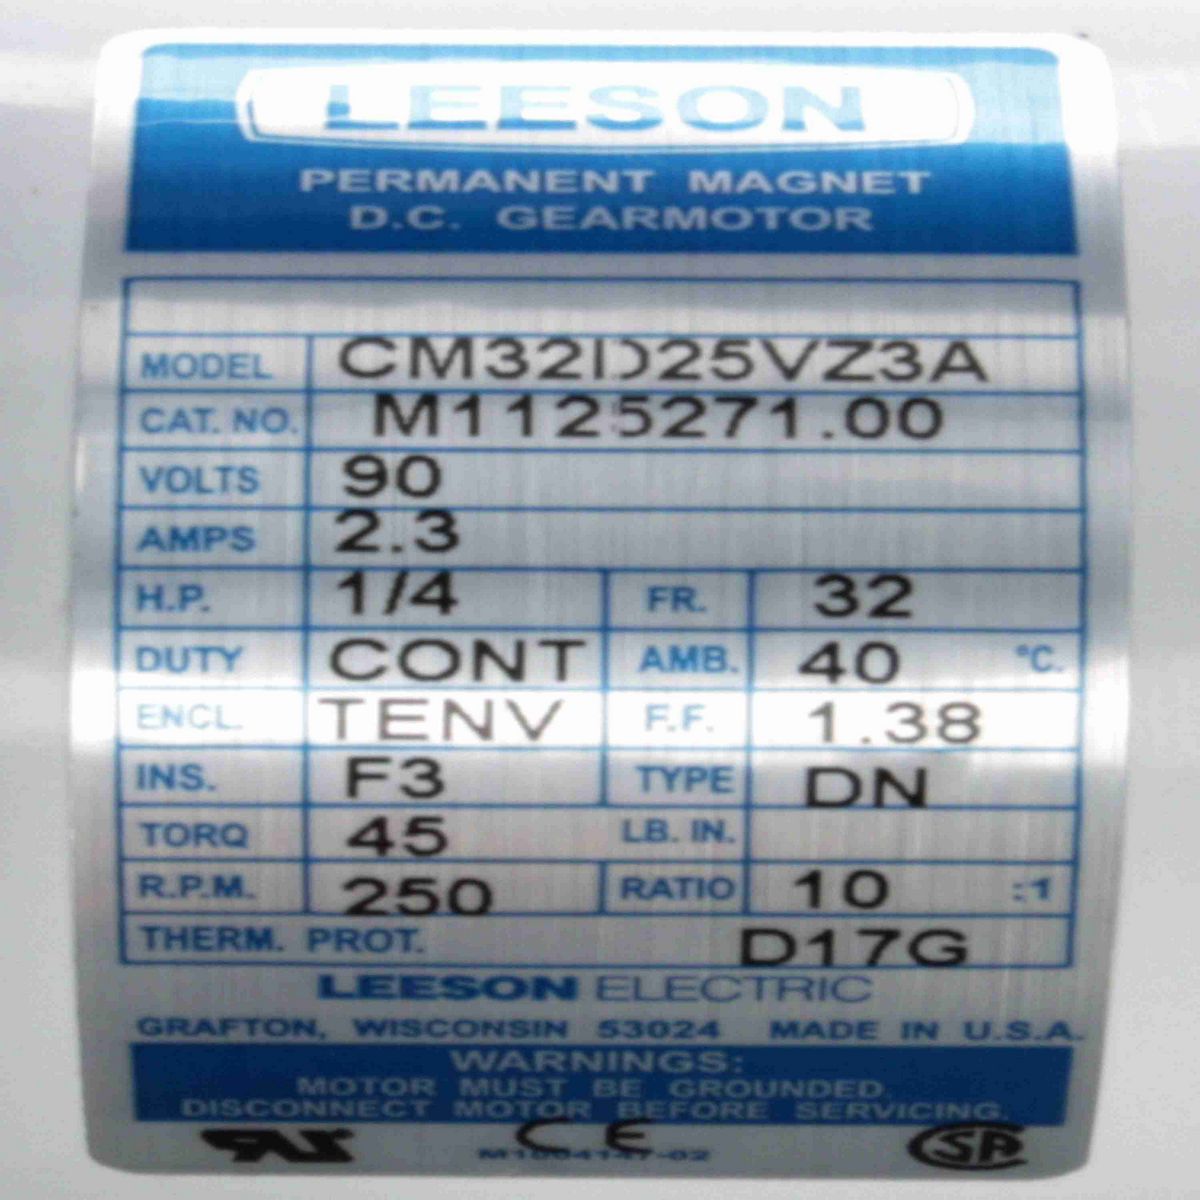 LEESON
PERMANENT MAGNET
D.C. GEARMOTOR
MODEL CM32D25VZ3A
CAT. NO. M1125271.00
VOLTS 90
AMPS 2.3
H.P. 1/4 FR. 32
DUTY CONT AMB. 40 °C.
ENCL. TENV F.F. 1.38
INS. F3 TYPE DN
TORQ 45 LB. IN.
R.P.M. 250 RATIO 10 :1
THERM. PROT. D17G
LEESON ELECTRIC
GRAFTON, WISCONSIN 53024 MADE IN U.S.A.
WARNINGS:
MOTOR MUST BE GROUNDED.
DISCONNECT MOTOR BEFORE SERVICING.
CE
SA